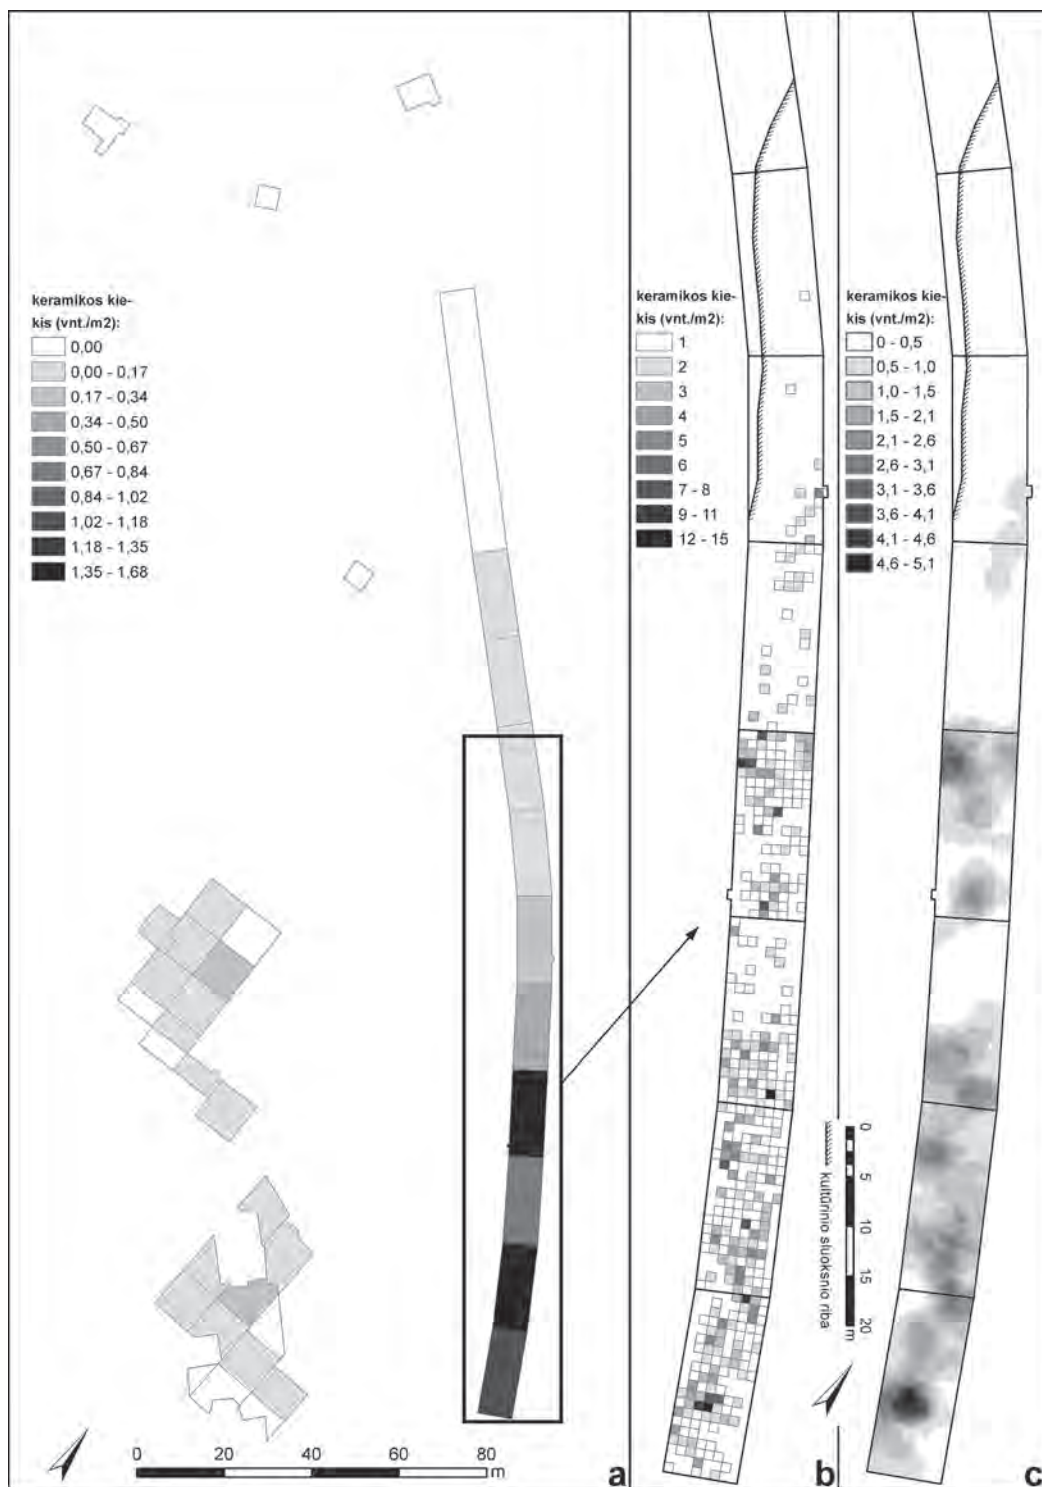 keramikos kie-
kis (vnt./m2):
0,00
0,00 - 0,17
0,17 - 0,34
0,34 - 0,50
0,50 - 0,67
0,67 - 0,84
0,84 - 1,02
1,02 - 1,18
1,18 - 1,35
1,35 - 1,68
0 20 40 60 80
m
a
keramikos kie-
kis (vnt./m2):
1
2
3
4
5
6
7 - 8
9 - 11
12 - 15
kultūrinio sluoksnio riba
0 5 10 15 20
m
b
keramikos kie-
kis (vnt./m2):
0 - 0,5
0,5 - 1,0
1,0 - 1,5
1,5 - 2,1
2,1 - 2,6
2,6 - 3,1
3,1 - 3,6
3,6 - 4,1
4,1 - 4,6
4,6 - 5,1
c